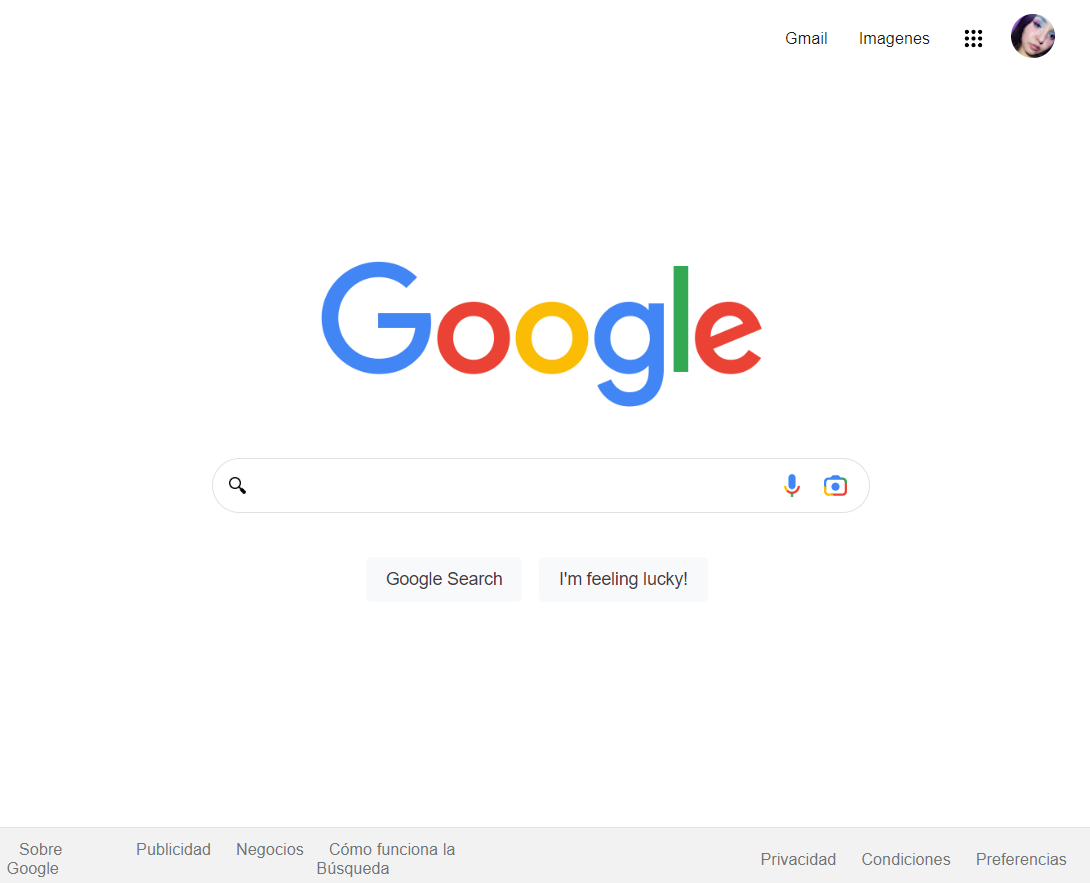 Gmail Imagenes
Google
Google Search I'm feeling lucky!
Sobre Publicidad Negocios Cómo funciona la
Google Búsqueda
Privacidad Condiciones Preferencias